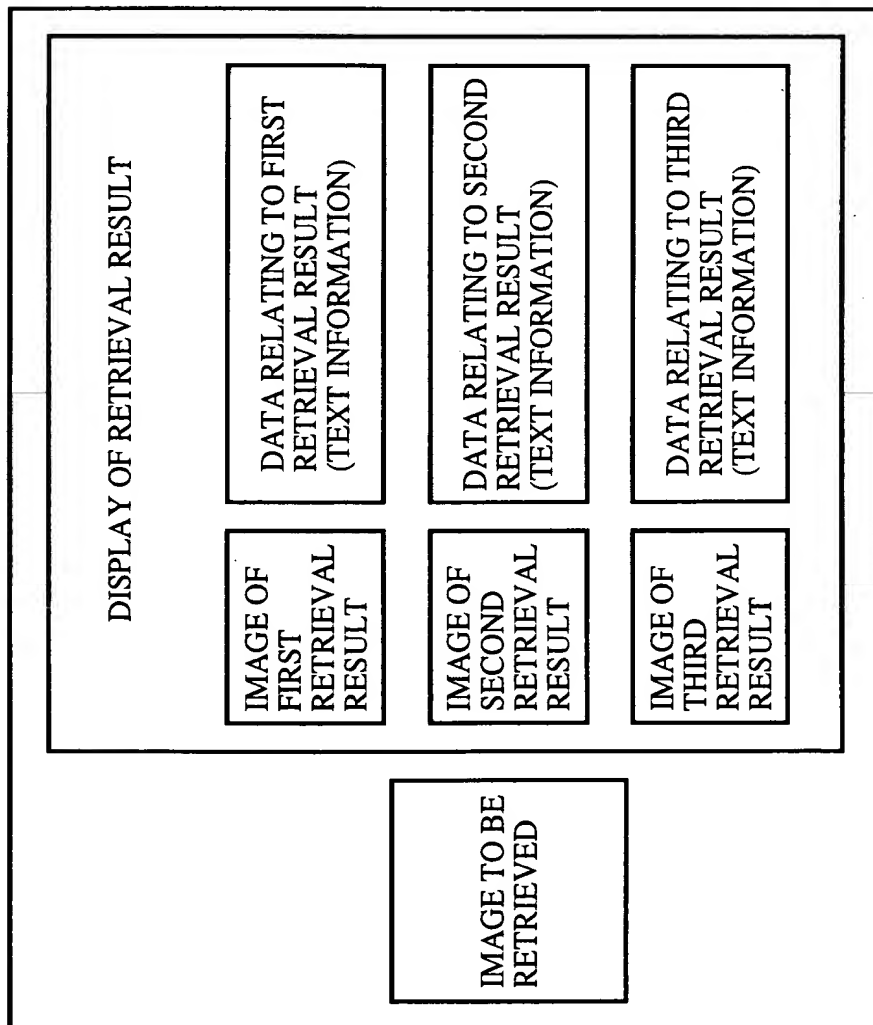 DISPLAY OF RETRIEVAL RESULT
IMAGE TO BE
RETRIEVED
IMAGE OF
FIRST
RETRIEVAL
RESULT
DATA RELATING TO FIRST
RETRIEVAL RESULT
(TEXT INFORMATION)
IMAGE OF
SECOND
RETRIEVAL
RESULT
DATA RELATING TO SECOND
RETRIEVAL RESULT
(TEXT INFORMATION)
IMAGE OF
THIRD
RETRIEVAL
RESULT
DATA RELATING TO THIRD
RETRIEVAL RESULT
(TEXT INFORMATION)